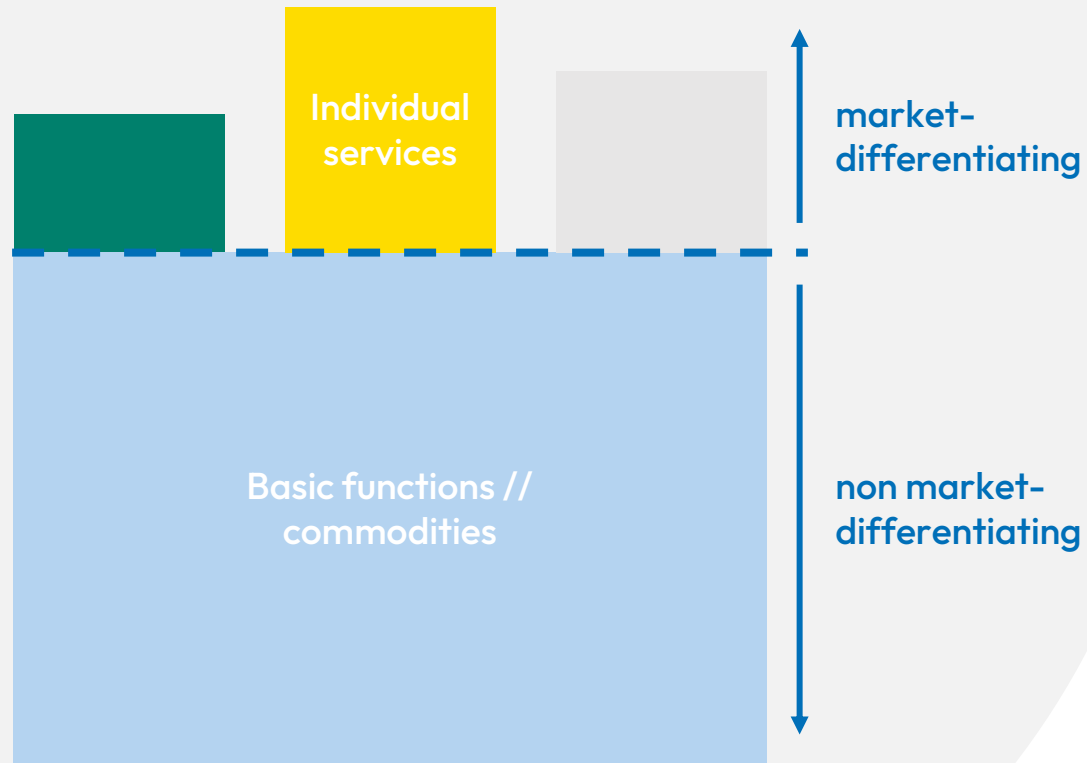 Individual
services
market-
differentiating
Basic functions //
commodities
non market-
differentiating